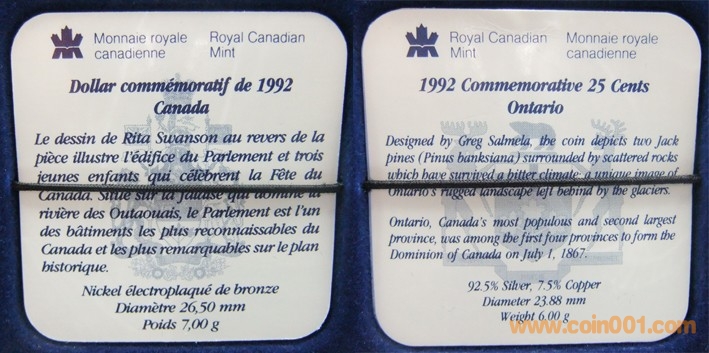 Monnaie royale
canadienne
Royal Canadian
Mint
Dollar commémoratif de 1992
Canada
Le dessin de Rita Swanson au revers de la
pièce illustre l'édifice du Parlement et trois
jeunes enfants qui célèbrent la Fête du
Canada. Situé sur la falaise qui domine la
rivière des Outaouais, le Parlement est l'un
des bâtiments les plus reconnaissables du
Canada et les plus remarquables sur le plan
historique.
Nickel électroplaqué de bronze
Diamètre 26,50 mm
Poids 7,00 g
Royal Canadian
Mint
Monnaie royale
canadienne
1992 Commemorative 25 Cents
Ontario
Designed by Greg Salmela, the coin depicts two Jack
pines (Pinus banksiana) surrounded by scattered rocks
which have survived a bitter climate, a unique image of
Ontario's rugged landscape left behind by the glaciers.
Ontario, Canada's most populous and second largest
province, was among the first four provinces to form the
Dominion of Canada on July 1, 1867.
92.5% Silver, 7.5% Copper
Diameter 23.88 mm
Weight 6.00 g
www.coin001.com